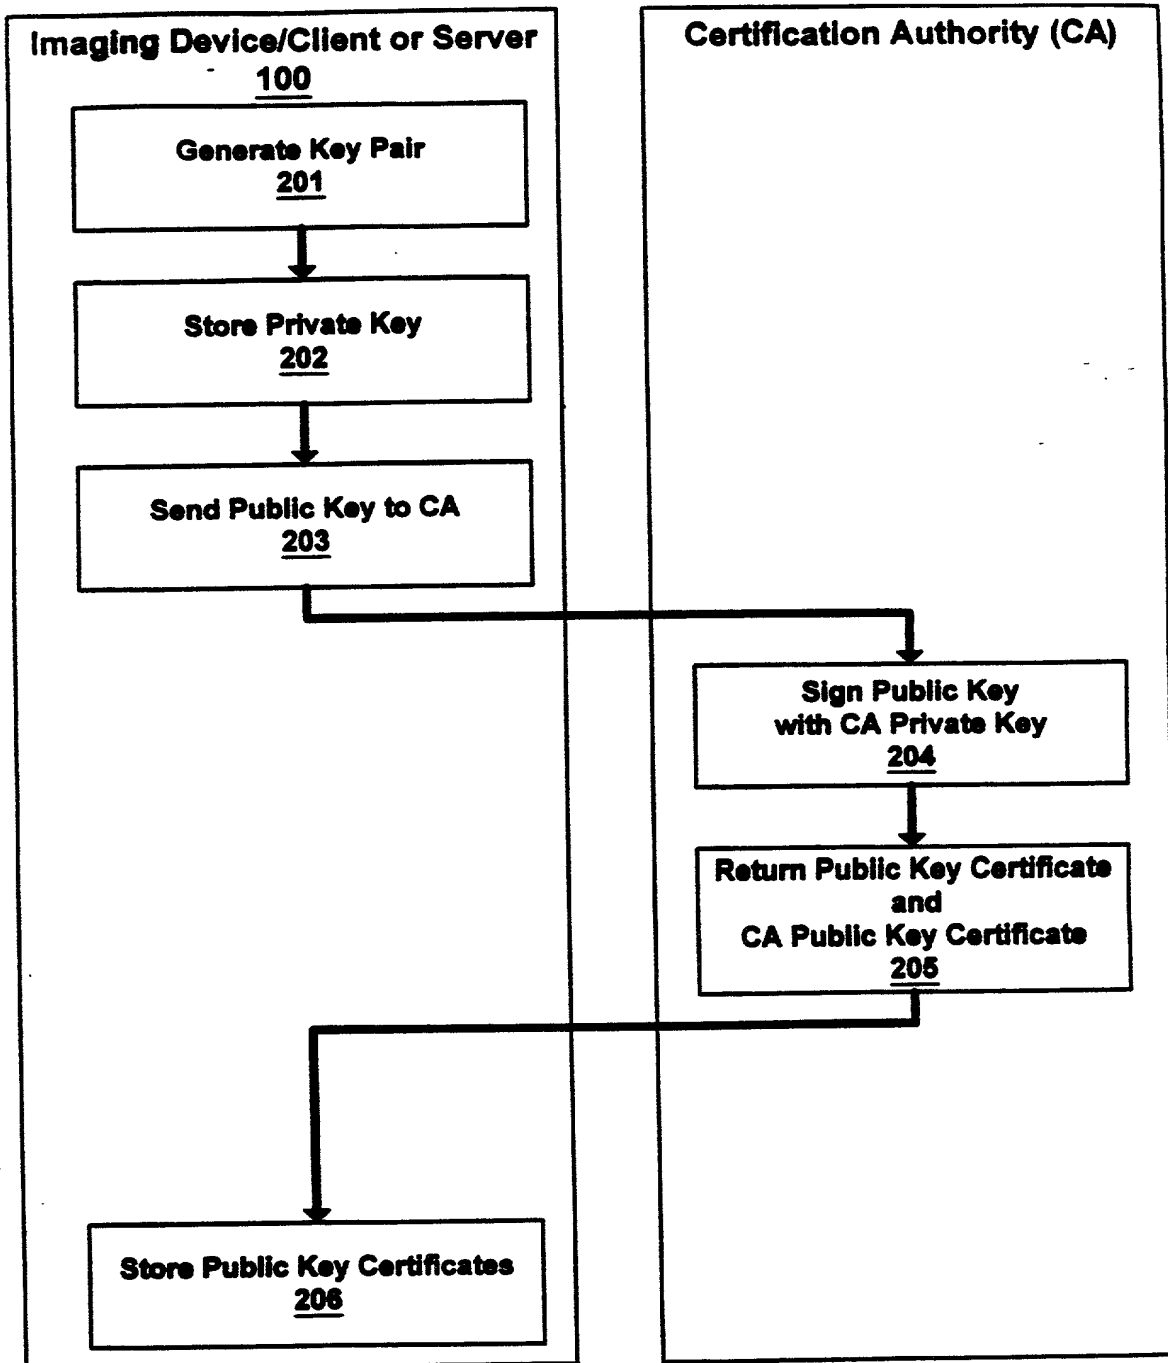 Imaging Device/Client or Server
100
Certification Authority (CA)
Generate Key Pair
201
Store Private Key
202
Send Public Key to CA
203
Sign Public Key
with CA Private Key
204
Return Public Key Certificate
and
CA Public Key Certificate
205
Store Public Key Certificates
206